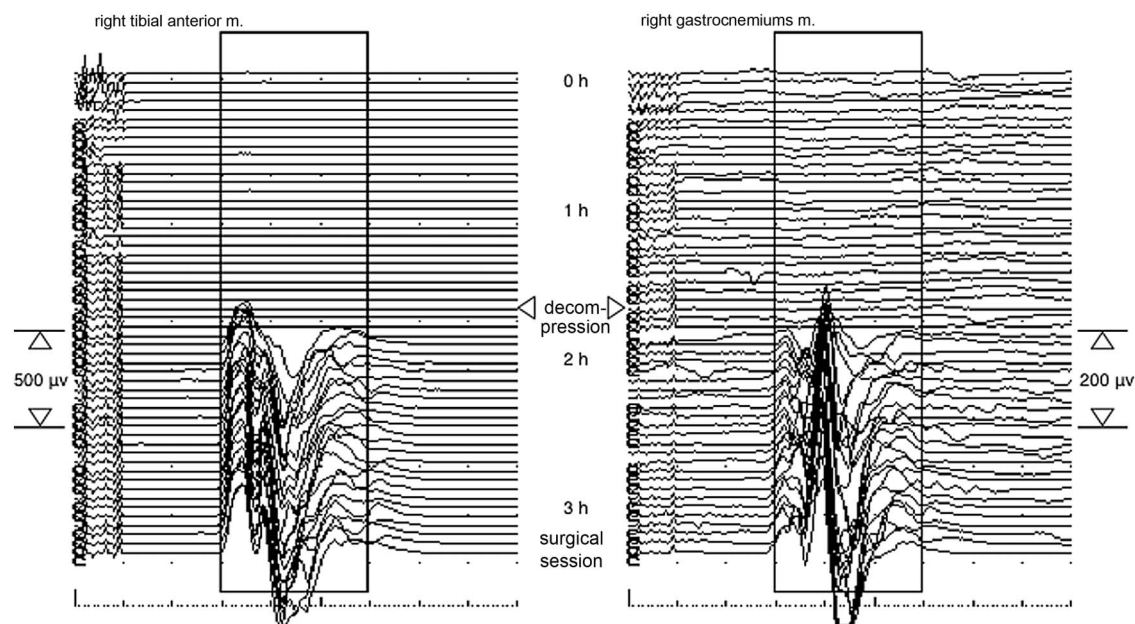 right tibial anterior m.
right gastrocnemiums m.
0 h
1 h
decom-
pression
2 h
500 µv
200 µv
3 h
surgical
session